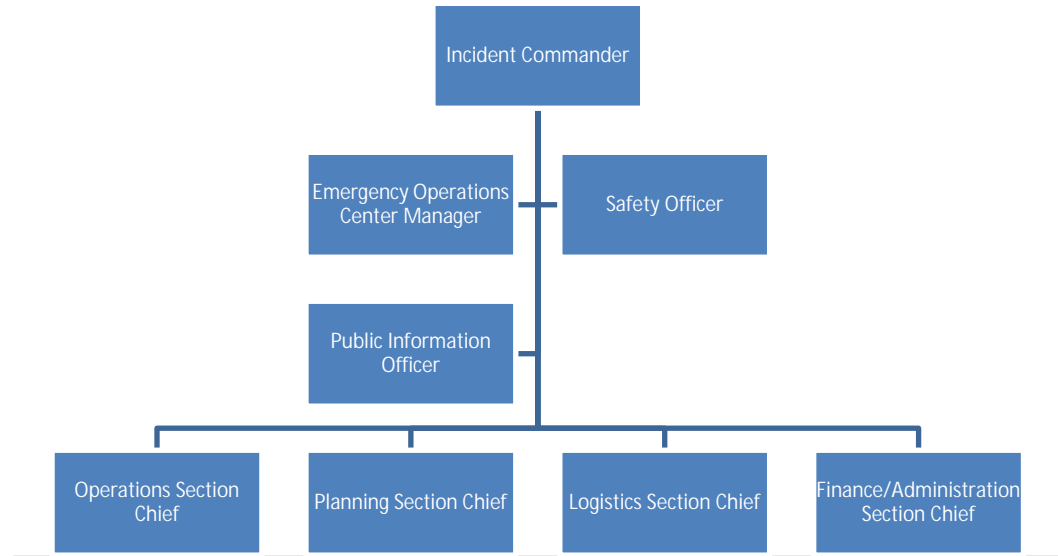 Incident Commander
Emergency Operations
Center Manager
Safety Officer
Public Information
Officer
Operations Section
Chief
Planning Section Chief
Logistics Section Chief
Finance/Administration
Section Chief